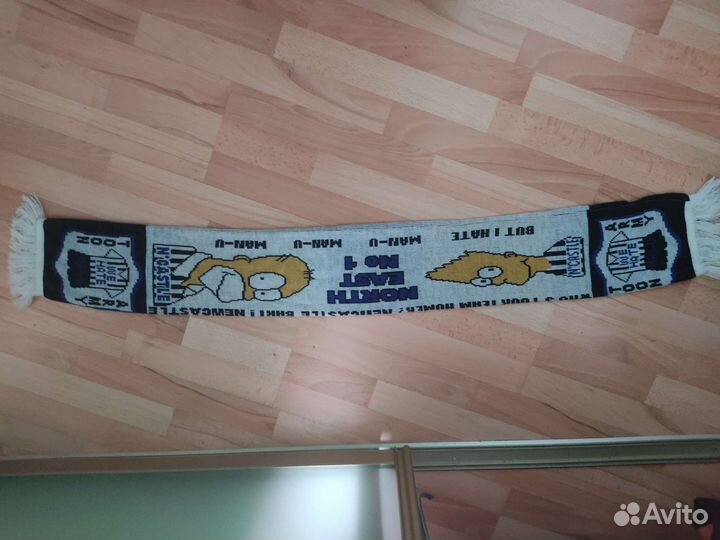 WHO'S YOUR TEAM HOMER? NEWCASTLE BART! NEWCASTLE
TOON
ARMY
N'CASTLE
NORTH
EAST
No 1
N'CASTLE
TOON
ARMY
BUT I HATE
MAN-U
MAN-U
MAN-U
Avito